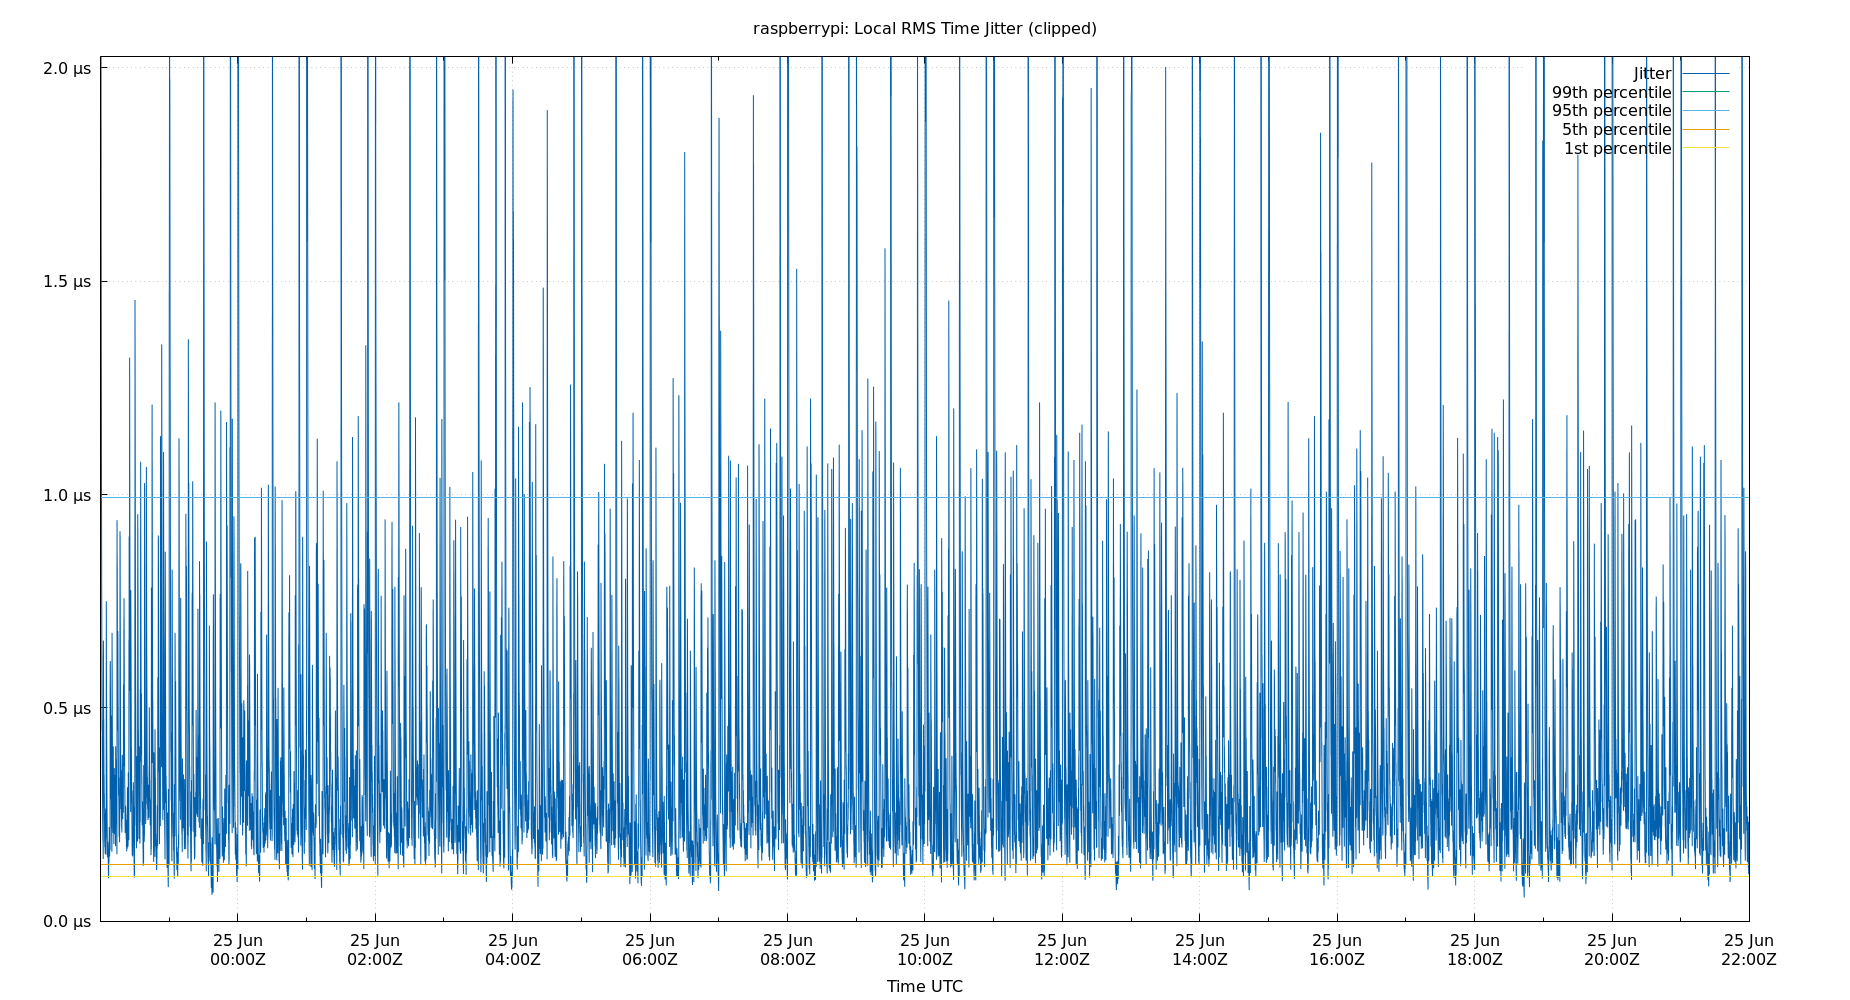 raspberrypi: Local RMS Time Jitter (clipped)
2.0 µs
1.5 µs
1.0 µs
0.5 µs
0.0 µs
Jitter
99th percentile
95th percentile
5th percentile
1st percentile
25 Jun 25 Jun 25 Jun 25 Jun 25 Jun 25 Jun 25 Jun 25 Jun 25 Jun 25 Jun 25 Jun 25 Jun
00:00Z 02:00Z 04:00Z 06:00Z 08:00Z 10:00Z 12:00Z 14:00Z 16:00Z 18:00Z 20:00Z 22:00Z
Time UTC